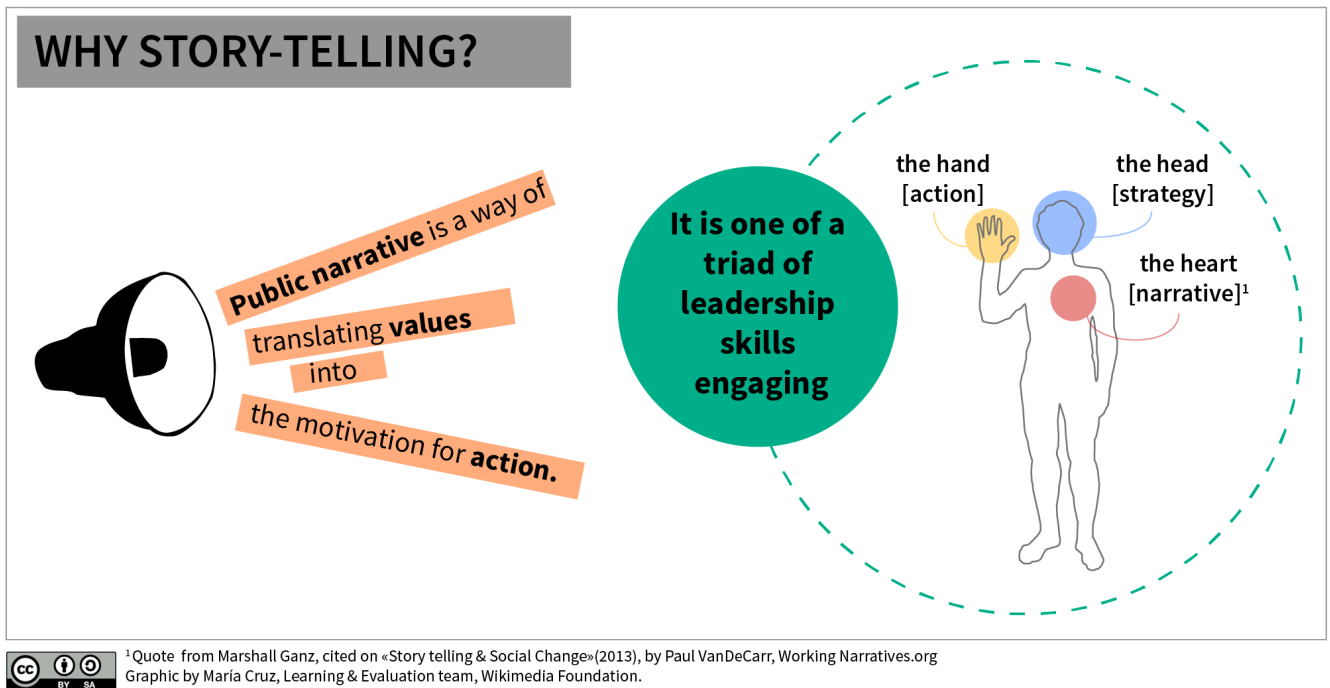 WHY STORY-TELLING?
Public narrative is a way of
translating values
into
the motivation for action.
It is one of a
triad of
leadership
skills
engaging
the hand
[action]
the head
[strategy]
the heart
[narrative]¹
¹Quote from Marshall Ganz, cited on «Story telling & Social Change»(2013), by Paul VanDeCarr, Working Narratives.org
Graphic by María Cruz, Learning & Evaluation team, Wikimedia Foundation.
cc
BY SA